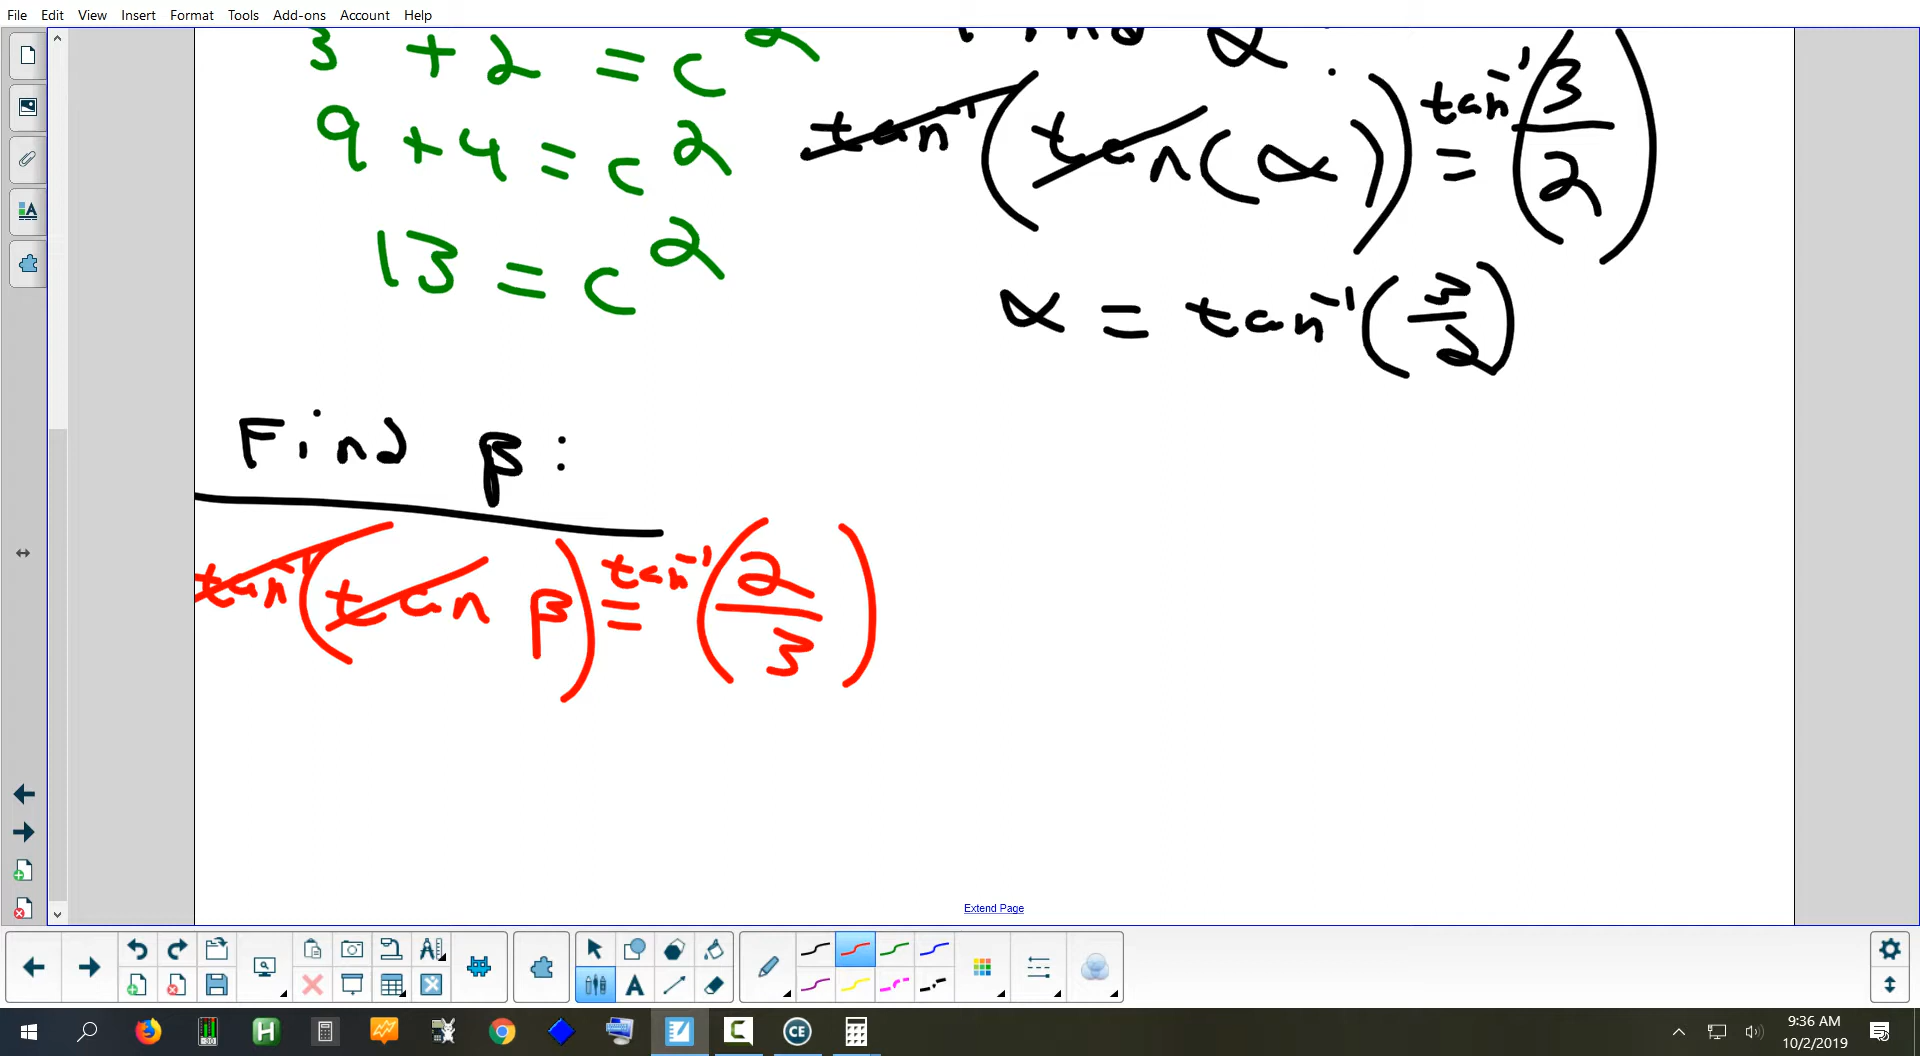 File Edit View Insert Format Tools Add-ons Account Help
3 + 2 = c²
9 + 4 = c²
13 = c²
Find α :
tan⁻¹(tan(α)) = tan⁻¹(3/2)
α = tan⁻¹(3/2)
Find β :
tan⁻¹(tan β) = tan⁻¹(2/3)
Extend Page
9:36 AM
10/2/2019